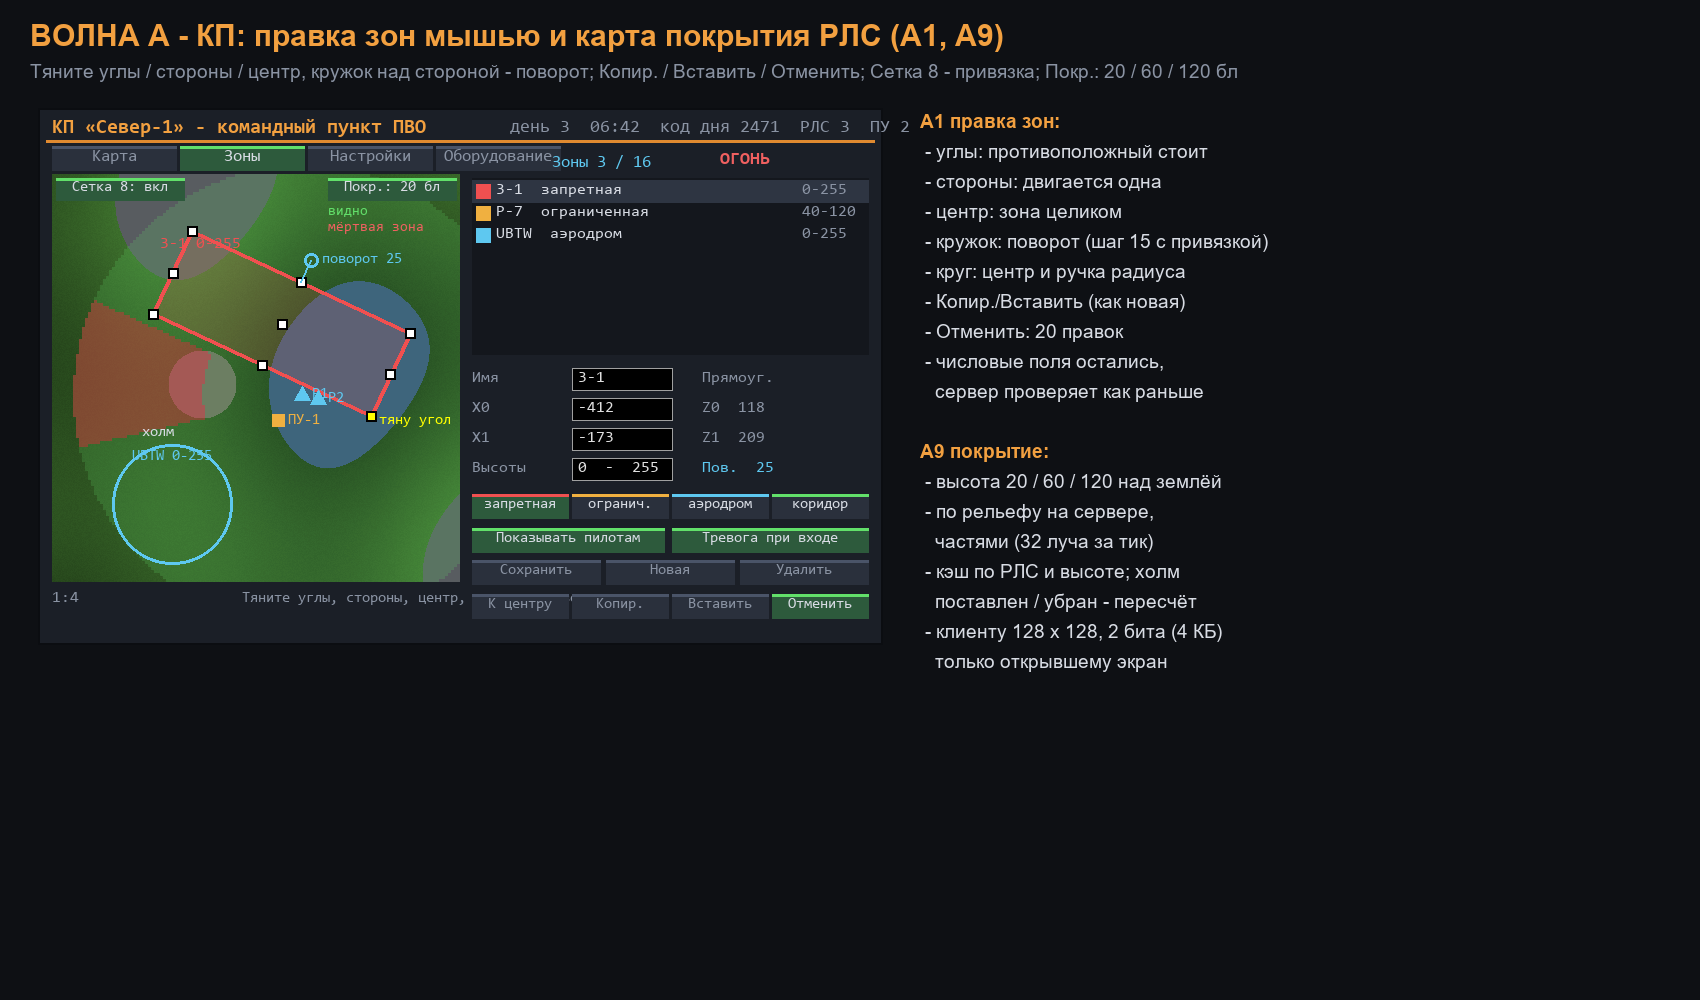 ВОЛНА А - КП: правка зон мышью и карта покрытия РЛС (А1, А9)
Тяните углы / стороны / центр, кружок над стороной - поворот; Копир. / Вставить / Отменить; Сетка 8 - привязка; Покр.: 20 / 60 / 120 бл
КП «Север-1» - командный пункт ПВО
день 3 06:42 код дня 2471 РЛС 3 ПУ 2
Карта
Зоны
Настройки
Оборудование
Зоны 3 / 16
ОГОНЬ
Сетка 8: вкл
Покр.: 20 бл
видно
мёртвая зона
З-1 0-255
поворот 25
Р1
Р2
ПУ-1
тяну угол
холм
UBTW 0-255
1:4
Тяните углы, стороны, центр,
З-1 запретная 0-255
Р-7 ограниченная 40-120
UBTW аэродром 0-255
Имя З-1 Прямоуг.
X0 -412 Z0 118
X1 -173 Z1 209
Высоты 0 - 255 Пов. 25
запретная огранич. аэродром коридор
Показывать пилотам Тревога при входе
Сохранить Новая Удалить
К центру Копир. Вставить Отменить
А1 правка зон:
- углы: противоположный стоит
- стороны: двигается одна
- центр: зона целиком
- кружок: поворот (шаг 15 с привязкой)
- круг: центр и ручка радиуса
- Копир./Вставить (как новая)
- Отменить: 20 правок
- числовые поля остались,
сервер проверяет как раньше
А9 покрытие:
- высота 20 / 60 / 120 над землёй
- по рельефу на сервере,
частями (32 луча за тик)
- кэш по РЛС и высоте; холм
поставлен / убран - пересчёт
- клиенту 128 x 128, 2 бита (4 КБ)
только открывшему экран